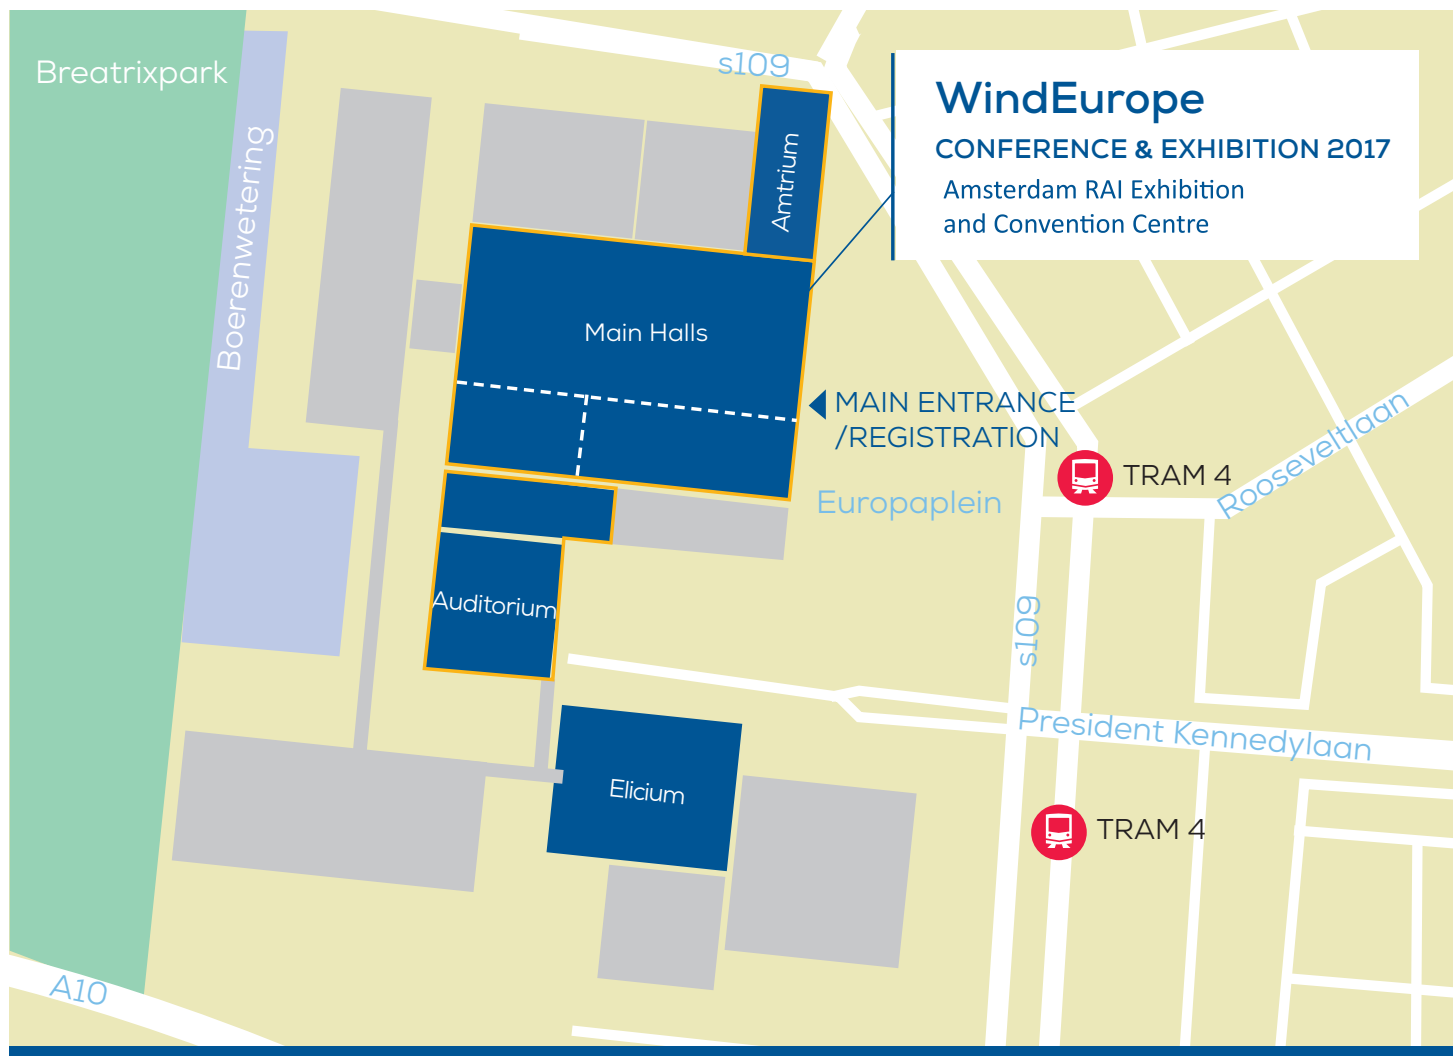 Breatrixpark
s109
WindEurope
CONFERENCE & EXHIBITION 2017
Amsterdam RAI Exhibition
and Convention Centre
Boerenwetering
Amtrium
Main Halls
MAIN ENTRANCE
/REGISTRATION
Europaplein
TRAM 4
Rooseveltlaan
Auditorium
s109
President Kennedylaan
Elicium
TRAM 4
A10